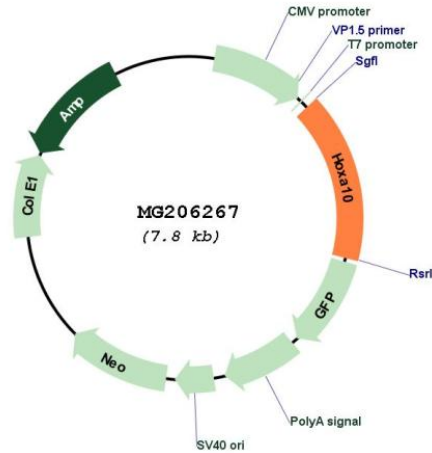 CMV promoter
VP1.5 primer
T7 promoter
SgfI
Hoxa10
RsrI
GFP
PolyA signal
SV40 ori
Neo
Col E1
Amp
MG206267
(7.8 kb)